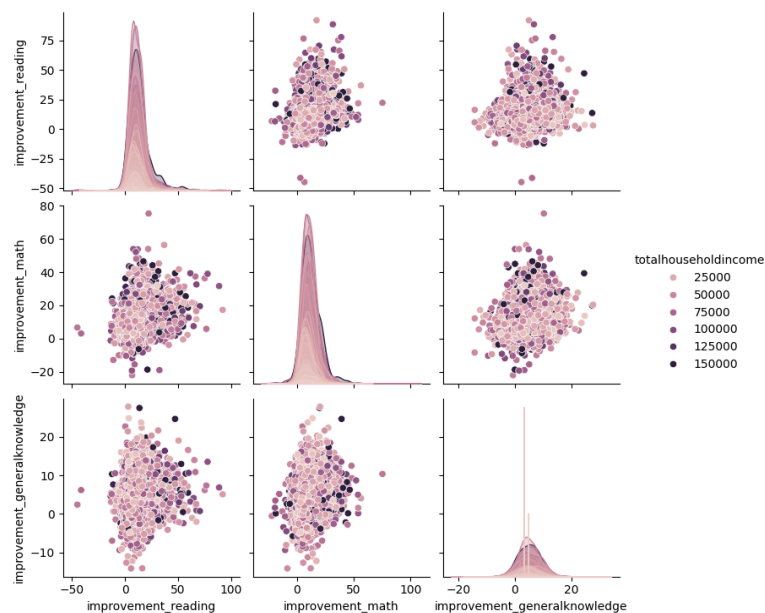 improvement_reading
75
50
25
0
−25
−50
improvement_math
80
60
40
20
0
−20
improvement_generalknowledge
20
10
0
−10
−50 0 50 100
improvement_reading
0 50 100
improvement_math
−20 0 20
improvement_generalknowledge
totalhouseholdincome
25000
50000
75000
100000
125000
150000